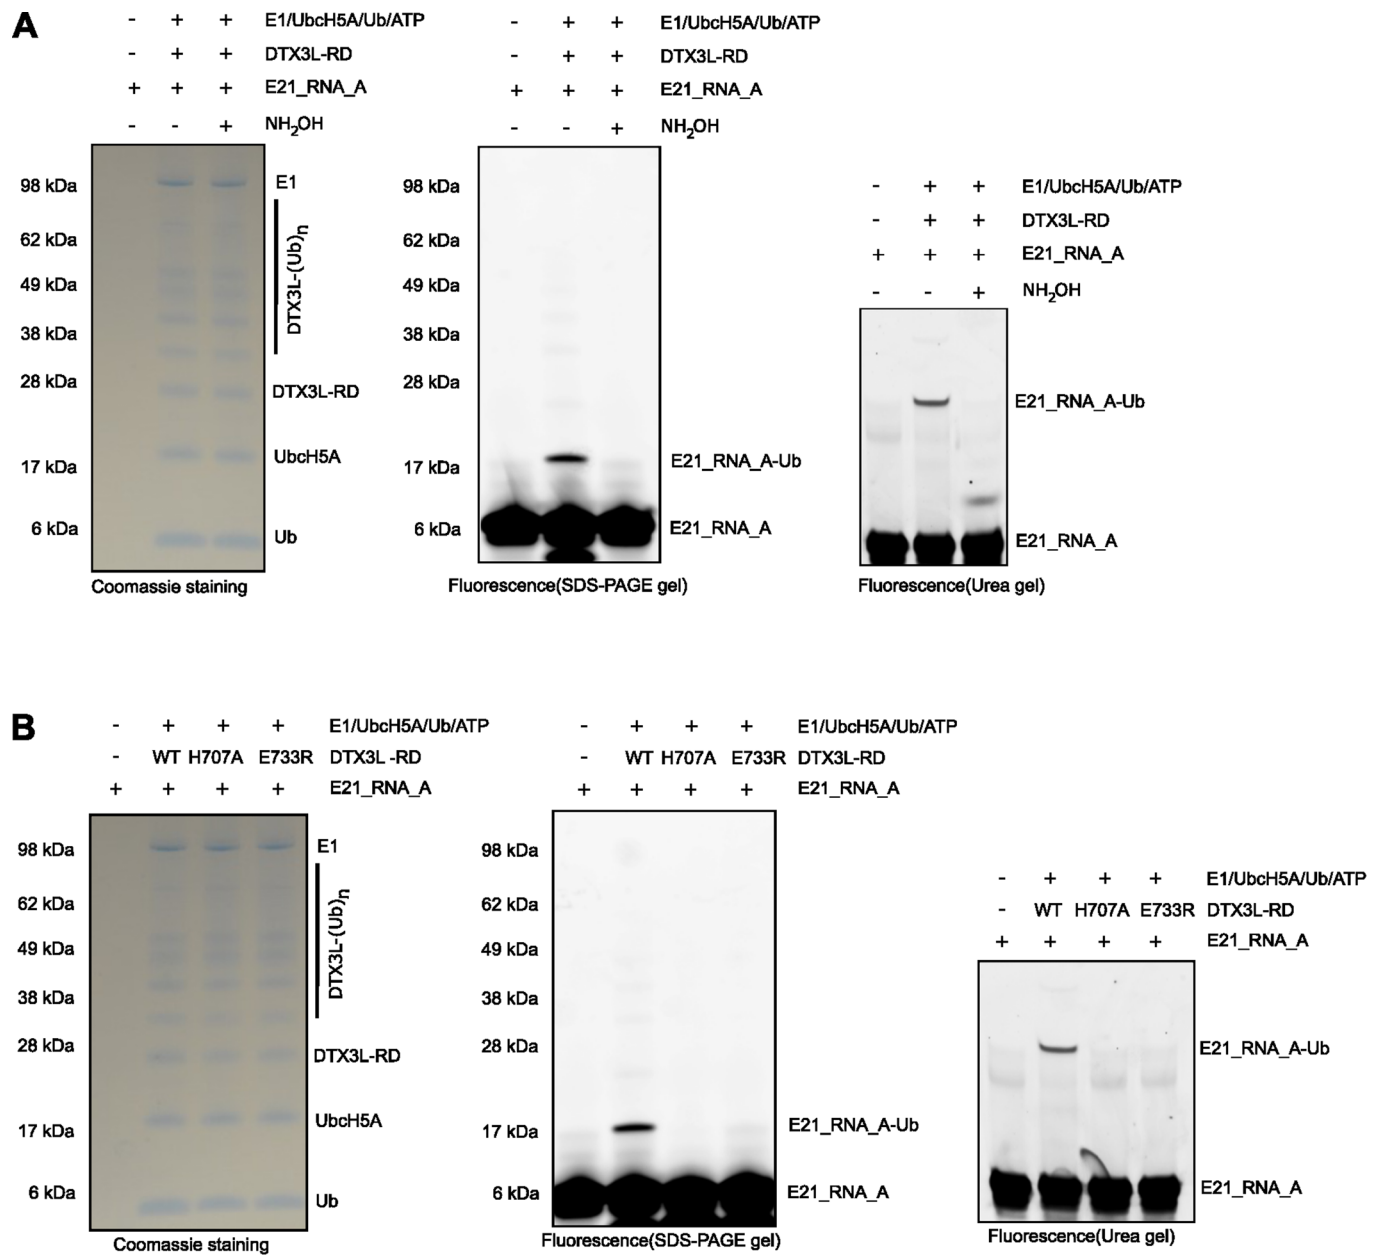 A
- + + E1/UbcH5A/Ub/ATP
- + + DTX3L-RD
+ + + E21_RNA_A
- - + NH2OH
98 kDa
62 kDa
49 kDa
38 kDa
28 kDa
17 kDa
6 kDa
E1
DTX3L-(Ub)n
DTX3L-RD
UbcH5A
Ub
Coomassie staining
- + + E1/UbcH5A/Ub/ATP
- + + DTX3L-RD
+ + + E21_RNA_A
- - + NH2OH
98 kDa
62 kDa
49 kDa
38 kDa
28 kDa
17 kDa
6 kDa
E21_RNA_A-Ub
E21_RNA_A
Fluorescence(SDS-PAGE gel)
- + + E1/UbcH5A/Ub/ATP
- + + DTX3L-RD
+ + + E21_RNA_A
- - + NH2OH
E21_RNA_A-Ub
E21_RNA_A
Fluorescence(Urea gel)
B
- + + + E1/UbcH5A/Ub/ATP
- WT H707A E733R DTX3L -RD
+ + + + E21_RNA_A
98 kDa
62 kDa
49 kDa
38 kDa
28 kDa
17 kDa
6 kDa
E1
DTX3L-(Ub)n
DTX3L-RD
UbcH5A
Ub
Coomassie staining
- + + + E1/UbcH5A/Ub/ATP
- WT H707A E733R DTX3L-RD
+ + + + E21_RNA_A
98 kDa
62 kDa
49 kDa
38 kDa
28 kDa
17 kDa
6 kDa
E21_RNA_A-Ub
E21_RNA_A
Fluorescence(SDS-PAGE gel)
- + + + E1/UbcH5A/Ub/ATP
- WT H707A E733R DTX3L-RD
+ + + + E21_RNA_A
E21_RNA_A-Ub
E21_RNA_A
Fluorescence(Urea gel)